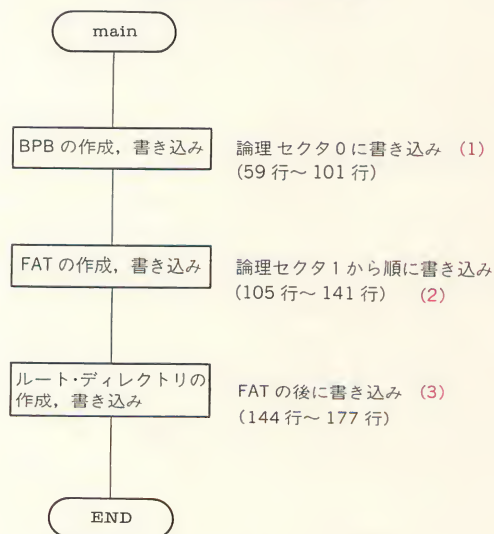 main
BPB の作成，書き込み
論理セクタ 0 に書き込み (1)
(59 行～ 101 行)
FAT の作成，書き込み
論理セクタ 1 から順に書き込み
(105 行～ 141 行) (2)
ルート・ディレクトリの
作成，書き込み
FAT の後に書き込み (3)
(144 行～ 177 行)
END